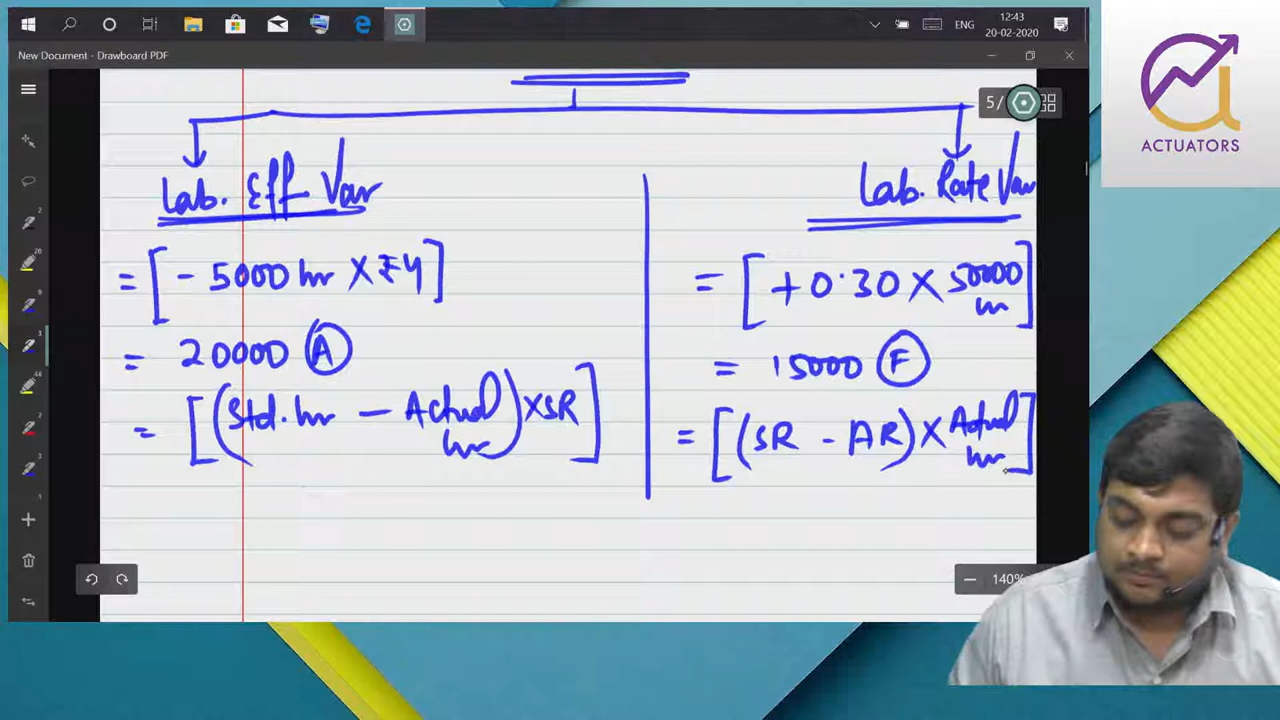 12:43
ENG
20-02-2020
New Document - Drawboard PDF
5/
ACTUATORS
Lab. Eff Var
= [- 5000 hr X ₹4]
= 20000 (A)
= [(Std. hr - Actual hr) X SR]
Lab. Rate Var
= [+0.30 X 50000 hr]
= 15000 (F)
= [(SR - AR) X Actual hr]
140%